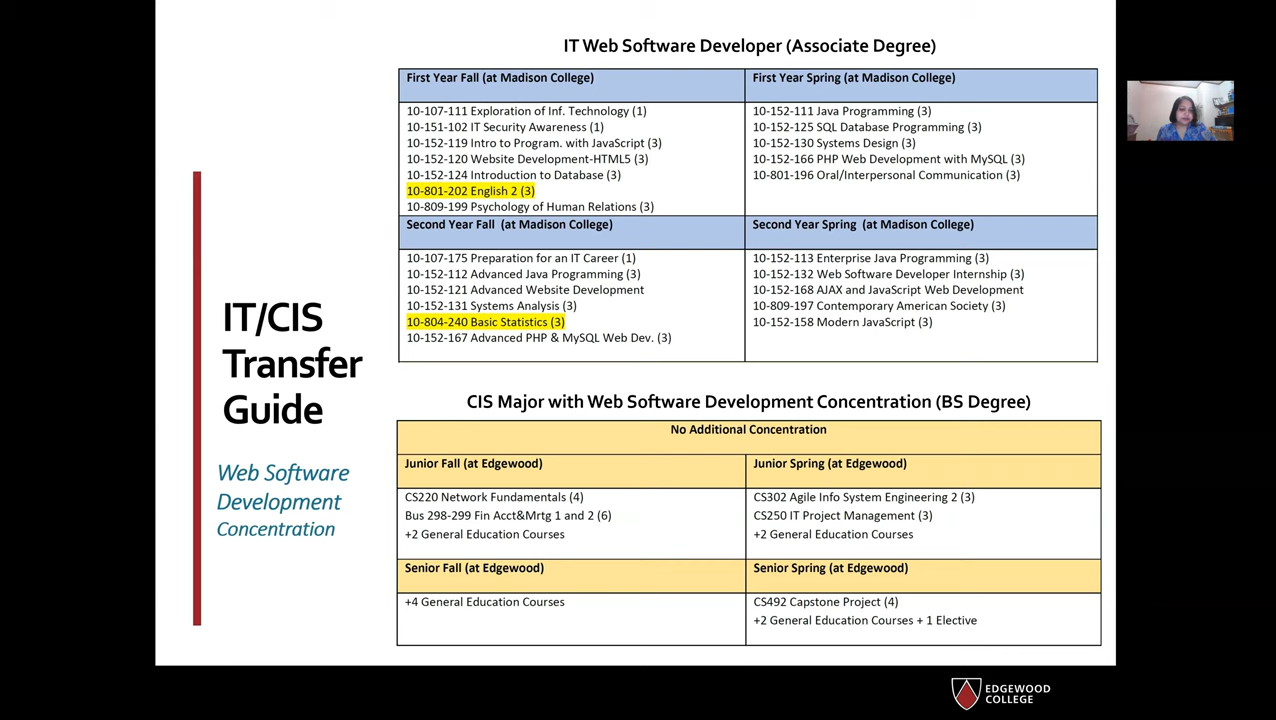 IT Web Software Developer (Associate Degree)
First Year Fall (at Madison College)
10-107-111 Exploration of Inf. Technology (1)
10-151-102 IT Security Awareness (1)
10-152-119 Intro to Program. with JavaScript (3)
10-152-120 Website Development-HTML5 (3)
10-152-124 Introduction to Database (3)
10-801-202 English 2 (3)
10-809-199 Psychology of Human Relations (3)
First Year Spring (at Madison College)
10-152-111 Java Programming (3)
10-152-125 SQL Database Programming (3)
10-152-130 Systems Design (3)
10-152-166 PHP Web Development with MySQL (3)
10-801-196 Oral/Interpersonal Communication (3)
Second Year Fall (at Madison College)
10-107-175 Preparation for an IT Career (1)
10-152-112 Advanced Java Programming (3)
10-152-121 Advanced Website Development
10-152-131 Systems Analysis (3)
10-804-240 Basic Statistics (3)
10-152-167 Advanced PHP & MySQL Web Dev. (3)
Second Year Spring (at Madison College)
10-152-113 Enterprise Java Programming (3)
10-152-132 Web Software Developer Internship (3)
10-152-168 AJAX and JavaScript Web Development
10-809-197 Contemporary American Society (3)
10-152-158 Modern JavaScript (3)
IT/CIS
Transfer
Guide
Web Software
Development
Concentration
CIS Major with Web Software Development Concentration (BS Degree)
No Additional Concentration
Junior Fall (at Edgewood)
CS220 Network Fundamentals (4)
Bus 298-299 Fin Acct&Mrtg 1 and 2 (6)
+2 General Education Courses
Junior Spring (at Edgewood)
CS302 Agile Info System Engineering 2 (3)
CS250 IT Project Management (3)
+2 General Education Courses
Senior Fall (at Edgewood)
+4 General Education Courses
Senior Spring (at Edgewood)
CS492 Capstone Project (4)
+2 General Education Courses + 1 Elective
EDGEWOOD
COLLEGE